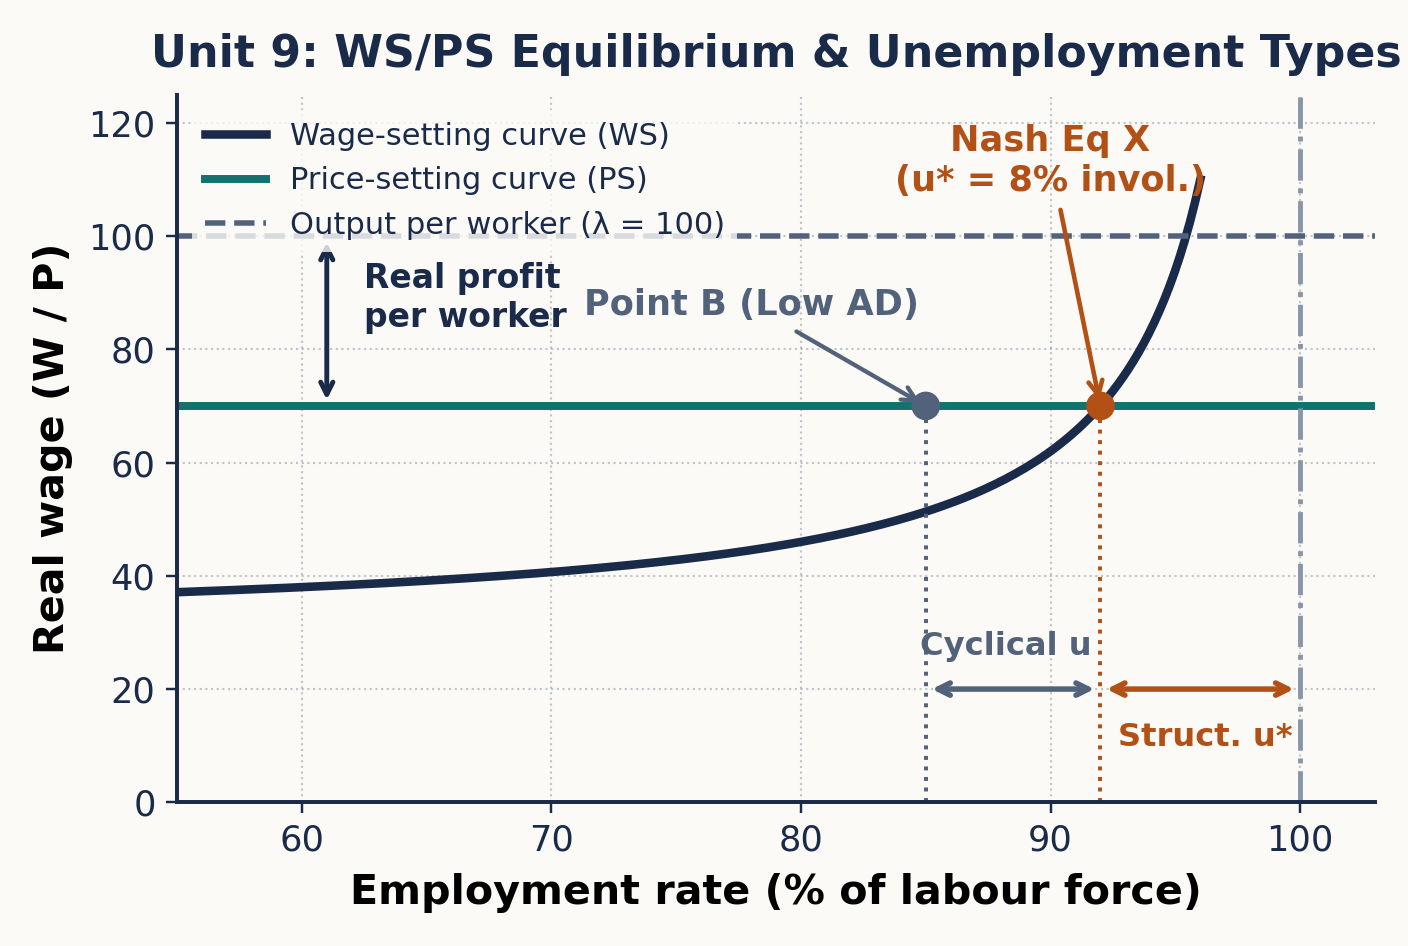 Unit 9: WS/PS Equilibrium & Unemployment Types
Wage-setting curve (WS)
Price-setting curve (PS)
Output per worker (λ = 100)
Nash Eq X
(u* = 8% invol.)
Real profit
per worker
Point B (Low AD)
Cyclical u
Struct. u*
Real wage (W / P)
120
100
80
60
40
20
0
60 70 80 90 100
Employment rate (% of labour force)